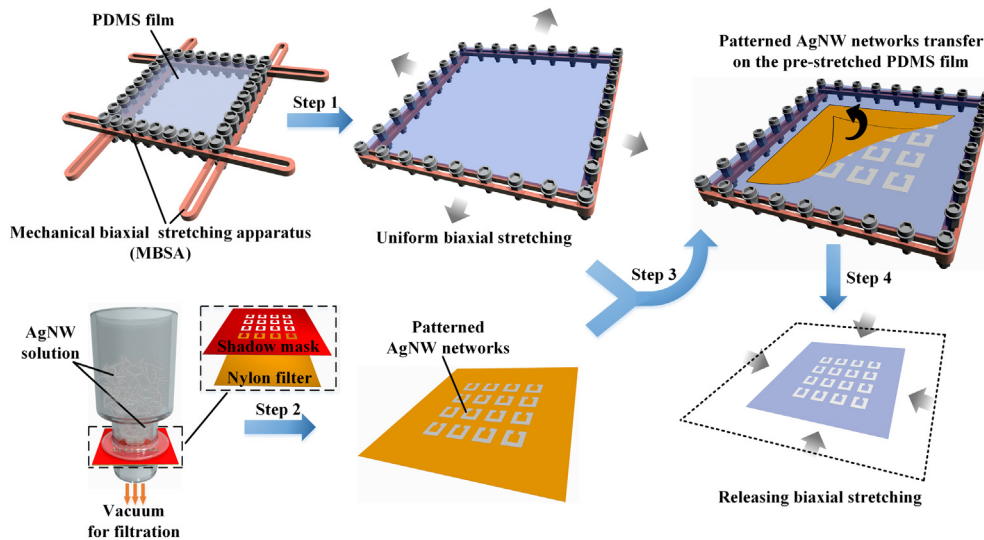 PDMS film
Step 1
Mechanical biaxial stretching apparatus
(MBSA)
Uniform biaxial stretching
Patterned AgNW networks transfer
on the pre-stretched PDMS film
Step 3
Step 4
AgNW
solution
Shadow mask
Nylon filter
Step 2
Vacuum
for filtration
Patterned
AgNW networks
Releasing biaxial stretching